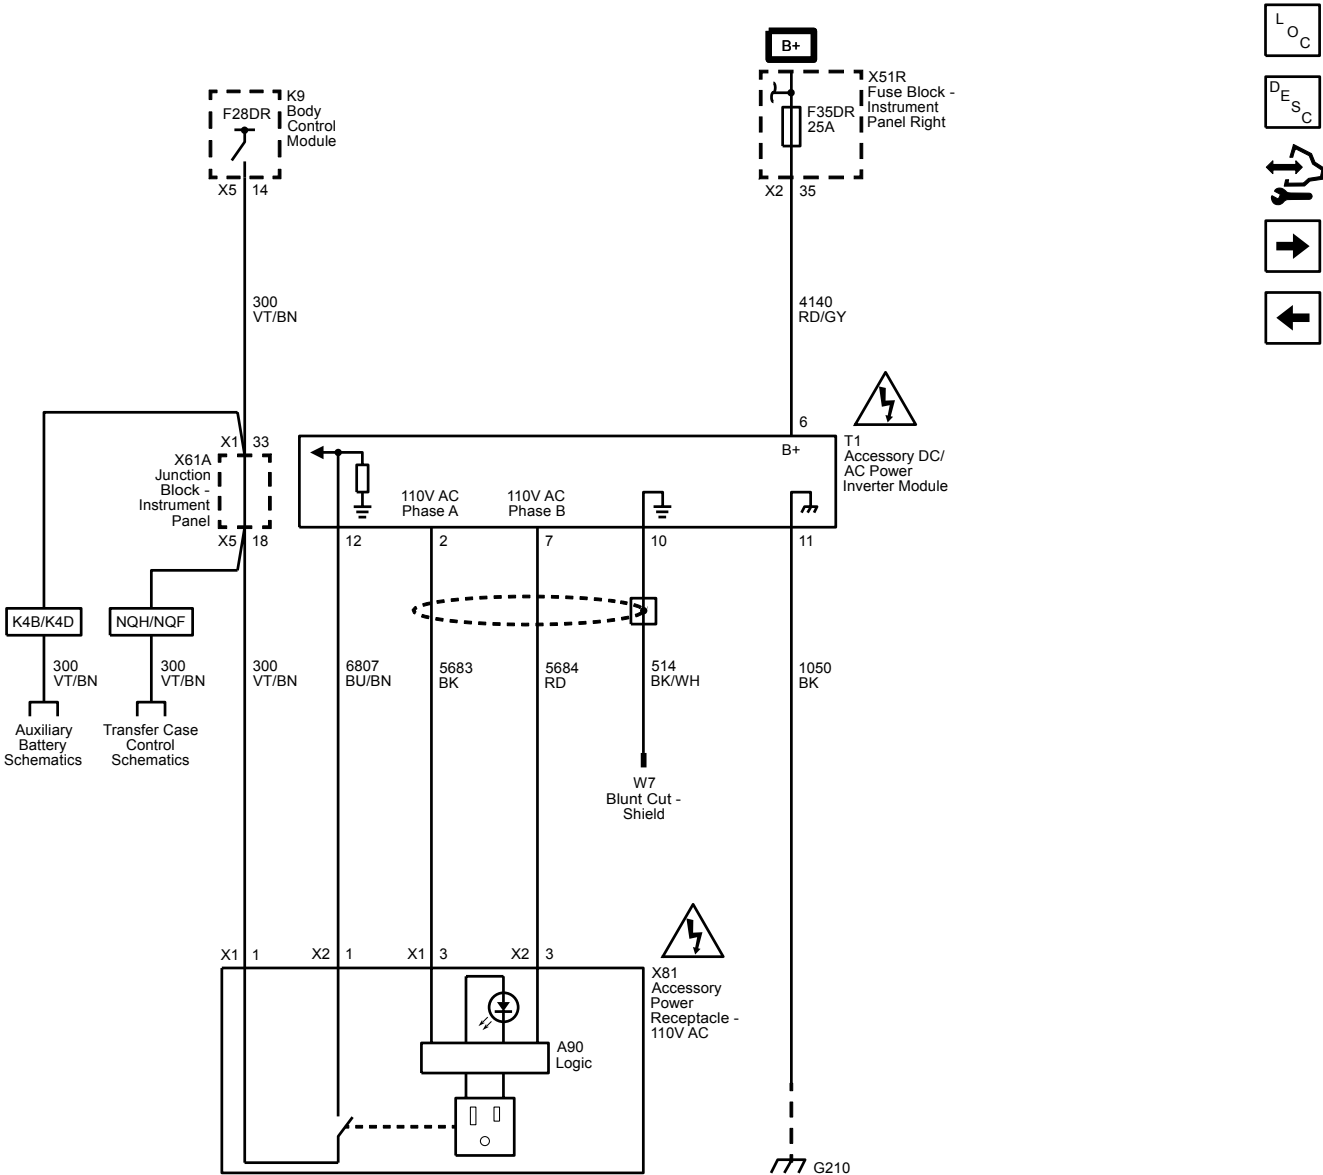 L
O
C
B+
X51R
Fuse Block -
Instrument
Panel Right
F35DR
25A
X2 35
D
E
S
C
K9
Body
Control
Module
F28DR
X5 14
300
VT/BN
4140
RD/GY
6
B+
T1
Accessory DC/
AC Power
Inverter Module
X1 33
X61A
Junction
Block -
Instrument
Panel
X5 18
110V AC
Phase A
110V AC
Phase B
12
2
7
10
11
K4B/K4D
NQH/NQF
300
VT/BN
300
VT/BN
300
VT/BN
6807
BU/BN
5683
BK
5684
RD
514
BK/WH
1050
BK
Auxiliary
Battery
Schematics
Transfer Case
Control
Schematics
W7
Blunt Cut -
Shield
X1 1
X2 1
X1 3
X2 3
X81
Accessory
Power
Receptacle -
110V AC
A90
Logic
G210